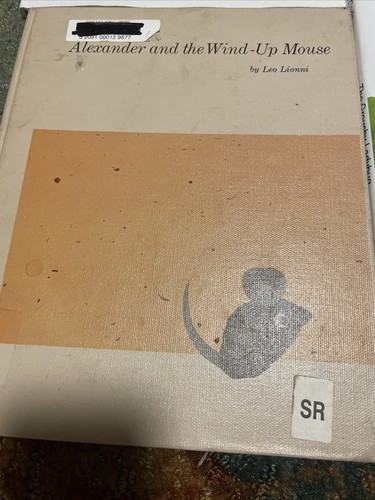 Alexander and the Wind-Up Mouse
by Leo Lionni
SR